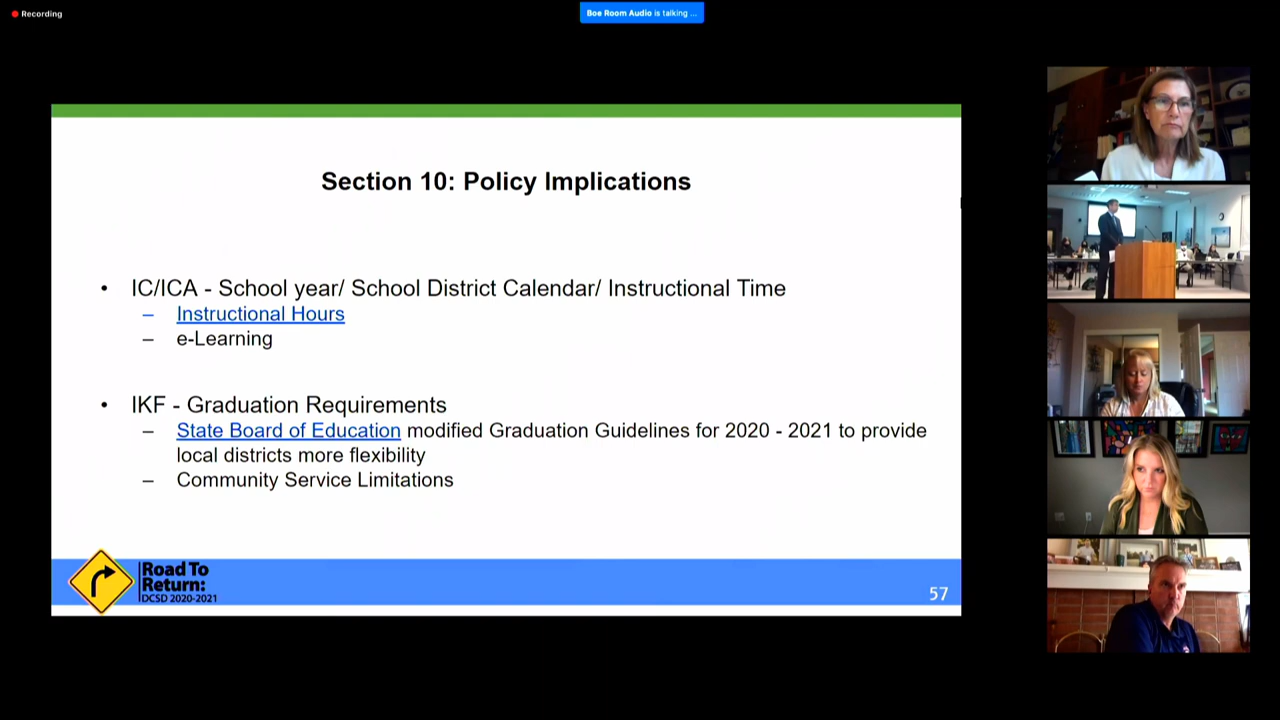 Recording
Boe Room Audio is talking ...
Section 10: Policy Implications
• IC/ICA - School year/ School District Calendar/ Instructional Time
– Instructional Hours
– e-Learning
• IKF - Graduation Requirements
– State Board of Education modified Graduation Guidelines for 2020 - 2021 to provide
local districts more flexibility
– Community Service Limitations
Road To
Return:
DCSD 2020-2021
57